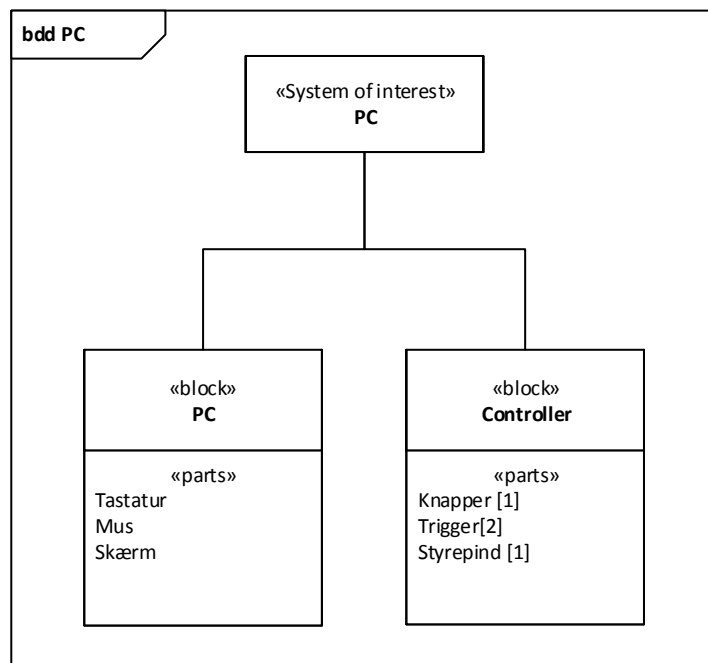 bdd PC
«System of interest»
PC
«block»
PC
«parts»
Tastatur
Mus
Skærm
«block»
Controller
«parts»
Knapper [1]
Trigger[2]
Styrepind [1]